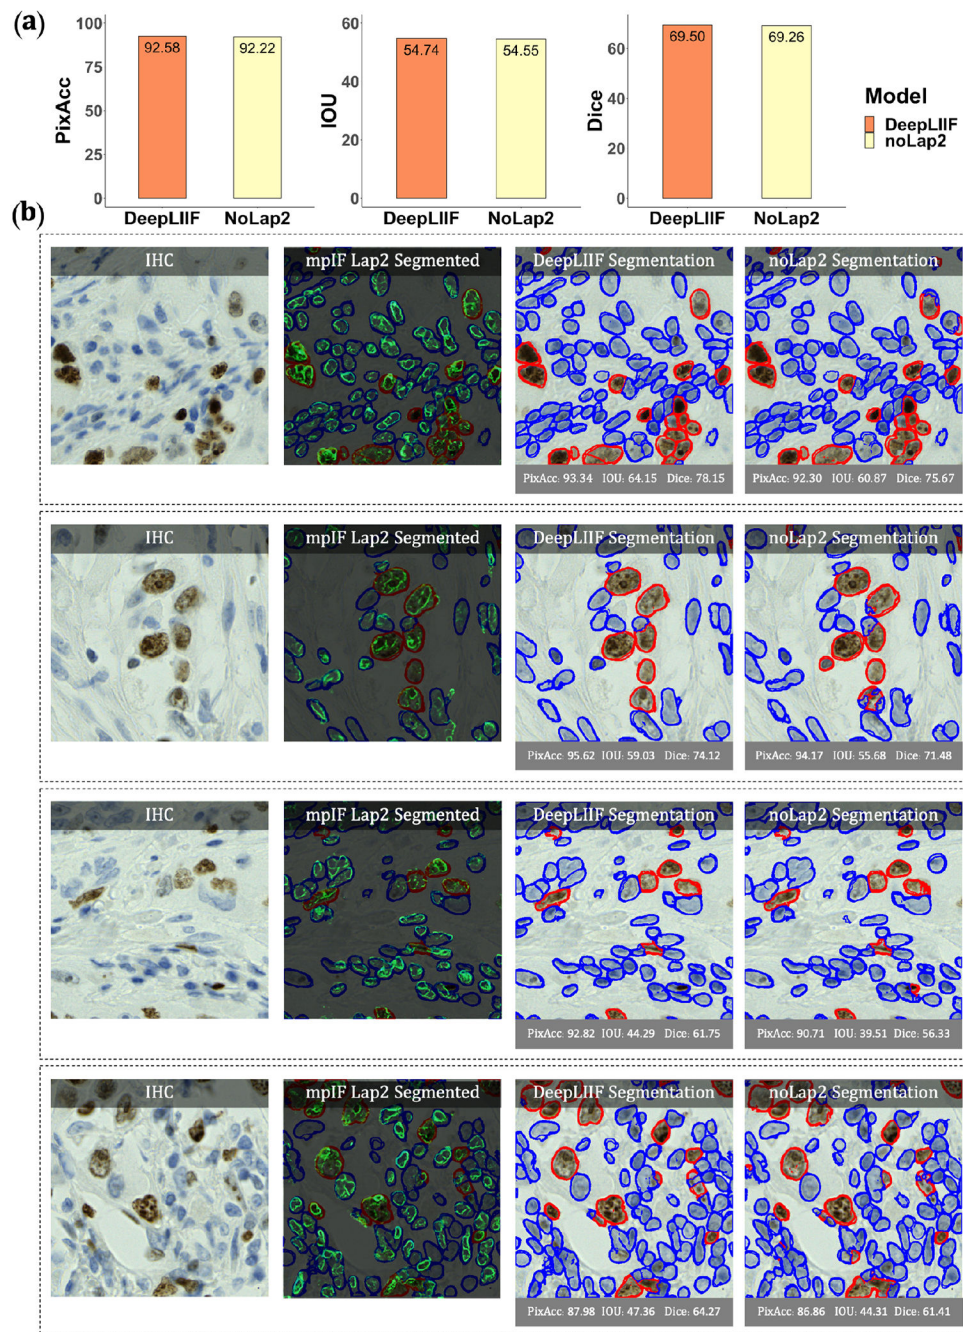 (a)
PixAcc
100
75
50
25
0
92.58
92.22
DeepLIIF
NoLap2
IOU
60
40
20
0
54.74
54.55
DeepLIIF
NoLap2
Dice
60
40
20
0
69.50
69.26
DeepLIIF
NoLap2
Model
DeepLIIF
noLap2
(b)
IHC
mpIF Lap2 Segmented
DeepLIIF Segmentation
noLap2 Segmentation
PixAcc: 93.34 IOU: 64.15 Dice: 78.15
PixAcc: 92.30 IOU: 60.87 Dice: 75.67
IHC
mpIF Lap2 Segmented
DeepLIIF Segmentation
noLap2 Segmentation
PixAcc: 95.62 IOU: 59.03 Dice: 74.12
PixAcc: 94.17 IOU: 55.68 Dice: 71.48
IHC
mpIF Lap2 Segmented
DeepLIIF Segmentation
noLap2 Segmentation
PixAcc: 92.82 IOU: 44.29 Dice: 61.75
PixAcc: 90.71 IOU: 39.51 Dice: 56.33
IHC
mpIF Lap2 Segmented
DeepLIIF Segmentation
noLap2 Segmentation
PixAcc: 87.98 IOU: 47.36 Dice: 64.27
PixAcc: 86.86 IOU: 44.31 Dice: 61.41